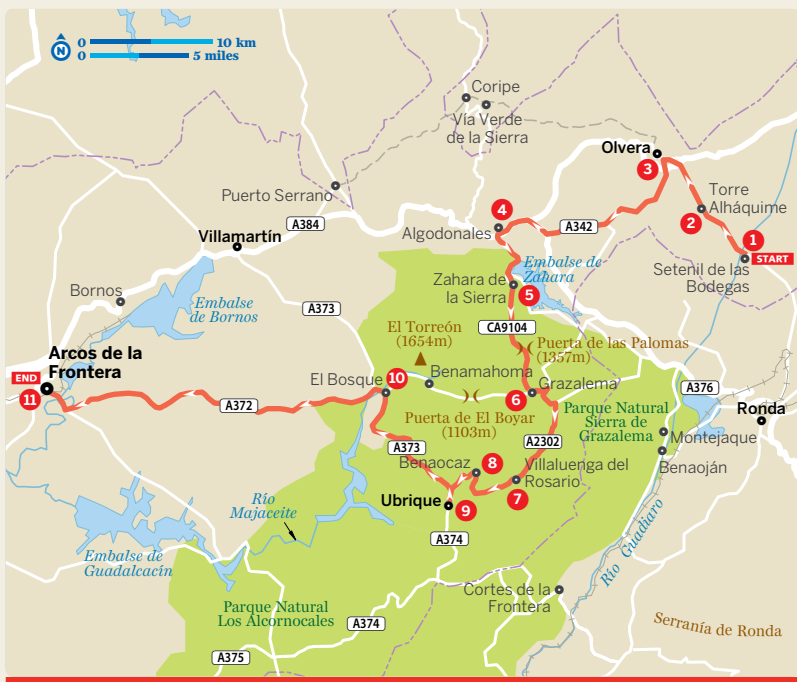 N
0 10 km
0 5 miles
Coripe
Vía Verde
de la Sierra
Olvera
3
Puerto Serrano
Torre
Alháquime
2
4
1
A384
A342
START
Villamartín
Algodonales
Setenil de las
Bodegas
Embalse de
Zahara
Zahara de
la Sierra
5
Bornos
Embalse
de Bornos
A373
CA9104
El Torreón
(1654m)
Puerta de las Palomas
(1357m)
Arcos de la
Frontera
END
11
El Bosque
10
Benamahoma
6
Grazalema
A376
A372
Ronda
Puerta de El Boyar
(1103m)
Parque Natural
Sierra de
Grazalema
Montejaque
Benaoján
A373
A2302
Benaocaz
8
Villaluenga del
Rosario
7
Ubrique
9
Río
Majaceite
A374
Embalse de
Guadalcacín
Río Guadiaro
Cortes de la
Frontera
Parque Natural
Los Alcornocales
A374
Serranía de Ronda
A375